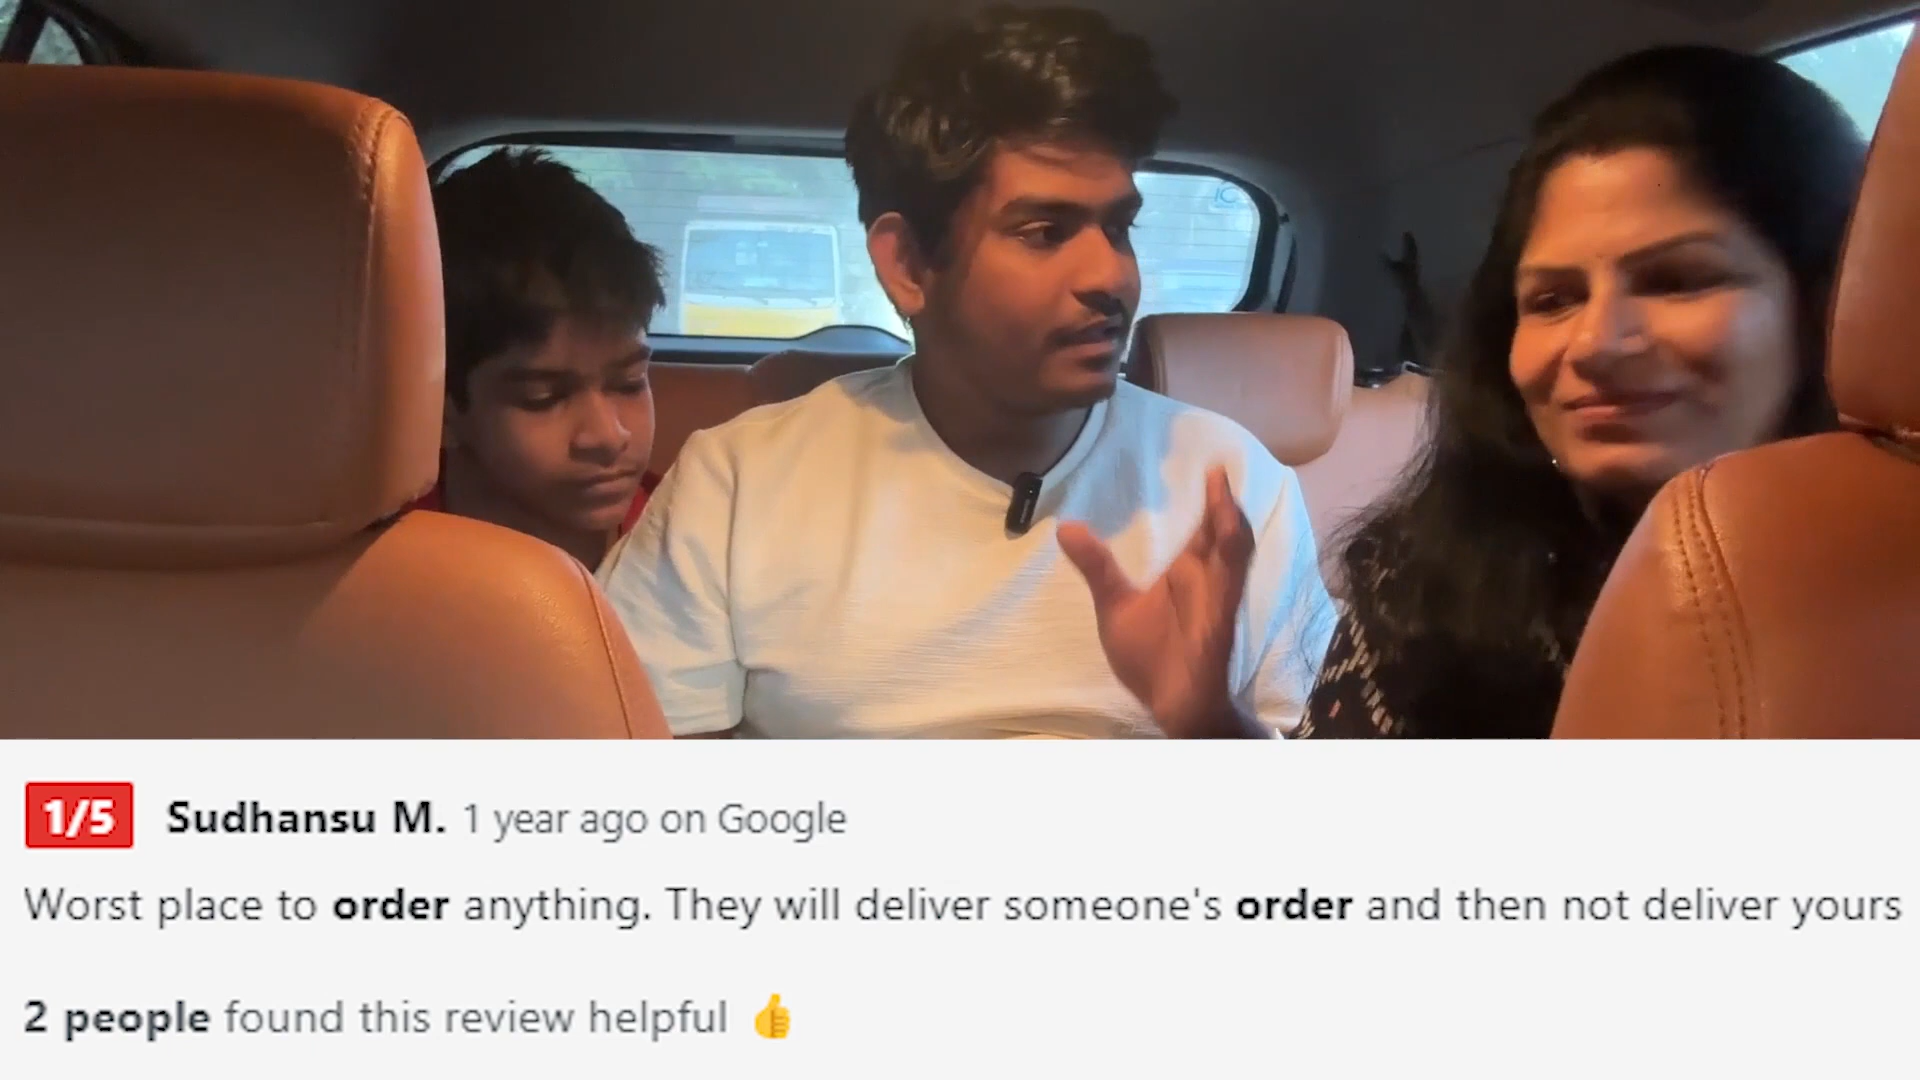 1/5 Sudhansu M. 1 year ago on Google
Worst place to order anything. They will deliver someone's order and then not deliver yours
2 people found this review helpful 👍